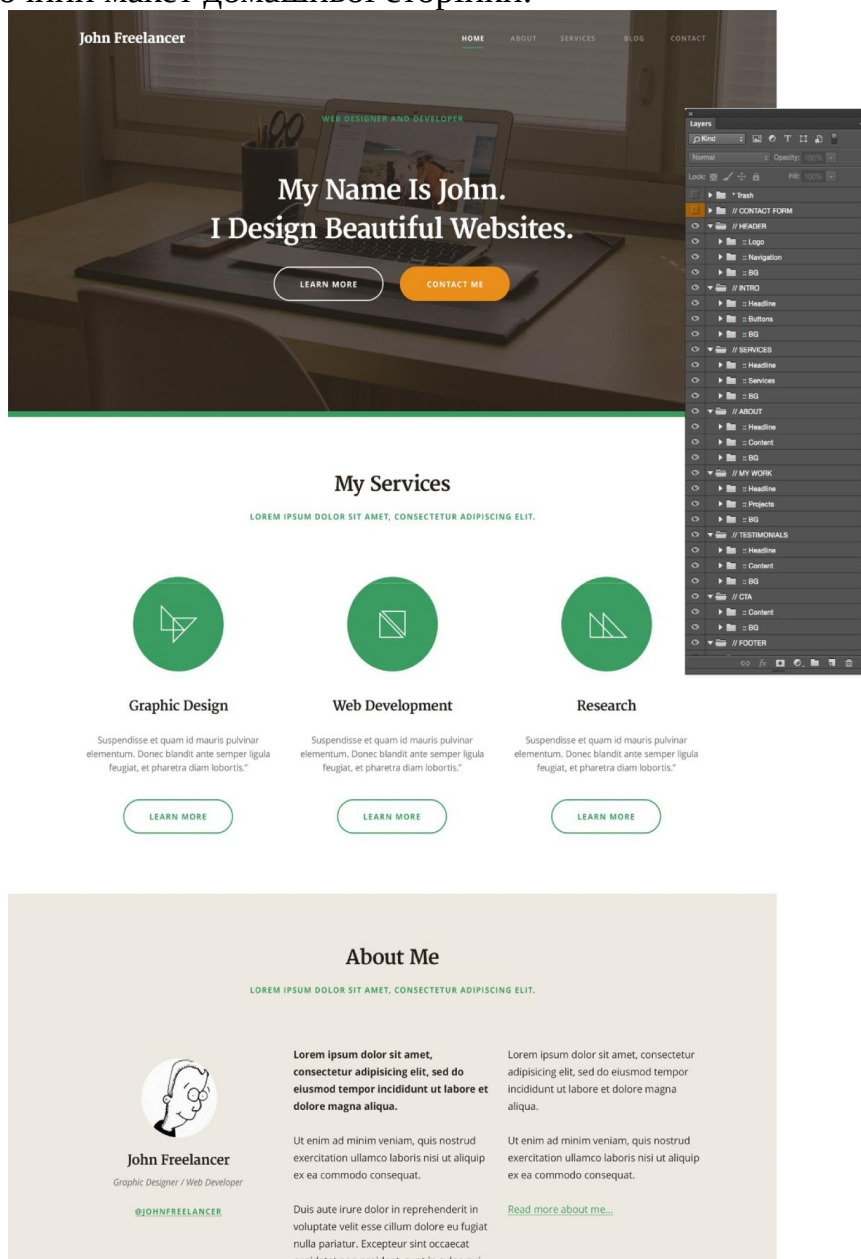 макет домашньої сторінки.
John Freelancer
HOME ABOUT SERVICES BLOG CONTACT
WEB DESIGNER AND DEVELOPER
My Name Is John.
I Design Beautiful Websites.
LEARN MORE CONTACT ME
My Services
LOREM IPSUM DOLOR SIT AMET, CONSECTETUR ADIPISCING ELIT.
Graphic Design
Suspendisse et quam id mauris pulvinar
elementum. Donec blandit ante semper ligula
feugiat, et pharetra diam lobortis."
LEARN MORE
Web Development
Suspendisse et quam id mauris pulvinar
elementum. Donec blandit ante semper ligula
feugiat, et pharetra diam lobortis."
LEARN MORE
Research
Suspendisse et quam id mauris pulvinar
elementum. Donec blandit ante semper ligula
feugiat, et pharetra diam lobortis."
LEARN MORE
About Me
LOREM IPSUM DOLOR SIT AMET, CONSECTETUR ADIPISCING ELIT.
John Freelancer
Graphic Designer / Web Developer
@JOHNFREELANCER
Lorem ipsum dolor sit amet,
consectetur adipisicing elit, sed do
eiusmod tempor incididunt ut labore et
dolore magna aliqua.
Ut enim ad minim veniam, quis nostrud
exercitation ullamco laboris nisi ut aliquip
ex ea commodo consequat.
Duis aute irure dolor in reprehenderit in
voluptate velit esse cillum dolore eu fugiat
nulla pariatur. Excepteur sint occaecat
Lorem ipsum dolor sit amet, consectetur
adipisicing elit, sed do eiusmod tempor
incididunt ut labore et dolore magna
aliqua.
Ut enim ad minim veniam, quis nostrud
exercitation ullamco laboris nisi ut aliquip
ex ea commodo consequat.
Read more about me...
Layers
Kind
Normal Opacity: 100%
Lock: Fill: 100%
* Trash
// CONTACT FORM
// HEADER
:: Logo
:: Navigation
:: BG
// INTRO
:: Headline
:: Buttons
:: BG
// SERVICES
:: Headline
:: Services
:: BG
// ABOUT
:: Headline
:: Content
:: BG
// MY WORK
:: Headline
:: Projects
:: BG
// TESTIMONIALS
:: Headline
:: Content
:: BG
// CTA
:: Content
:: BG
// FOOTER
fx